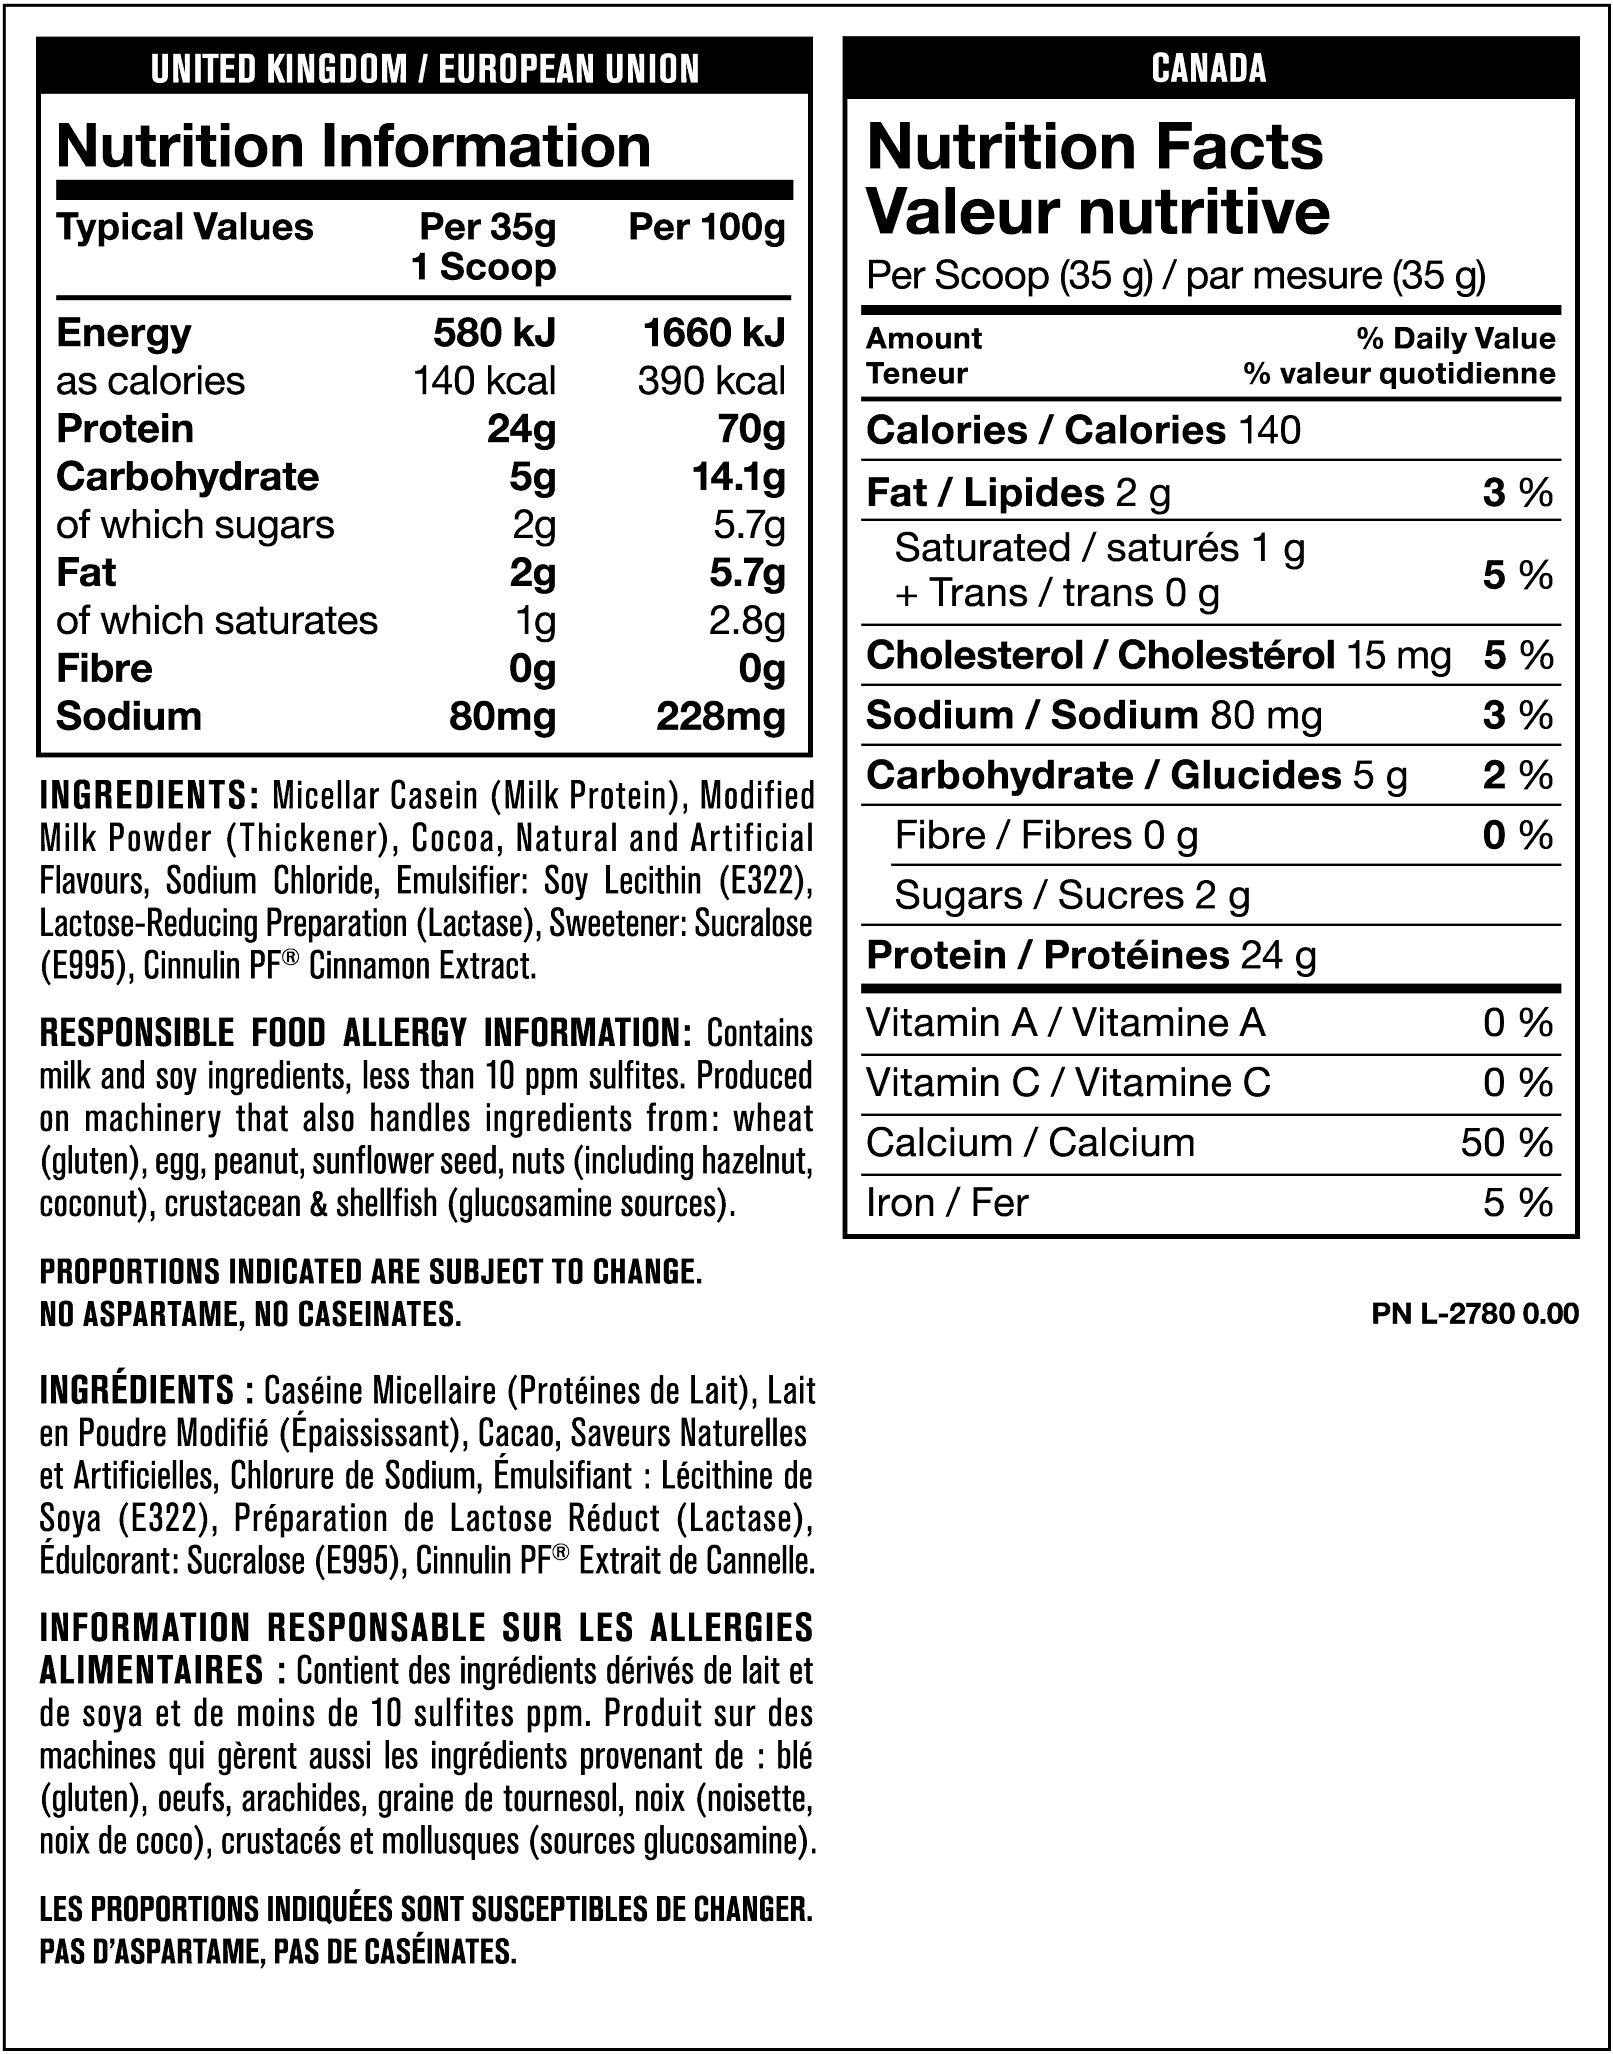 UNITED KINGDOM / EUROPEAN UNION
Nutrition Information
Typical Values Per 35g Per 100g
1 Scoop
Energy 580 kJ 1660 kJ
as calories 140 kcal 390 kcal
Protein 24g 70g
Carbohydrate 5g 14.1g
of which sugars 2g 5.7g
Fat 2g 5.7g
of which saturates 1g 2.8g
Fibre 0g 0g
Sodium 80mg 228mg
INGREDIENTS: Micellar Casein (Milk Protein), Modified
Milk Powder (Thickener), Cocoa, Natural and Artificial
Flavours, Sodium Chloride, Emulsifier: Soy Lecithin (E322),
Lactose-Reducing Preparation (Lactase), Sweetener: Sucralose
(E995), Cinnulin PF® Cinnamon Extract.
RESPONSIBLE FOOD ALLERGY INFORMATION: Contains
milk and soy ingredients, less than 10 ppm sulfites. Produced
on machinery that also handles ingredients from: wheat
(gluten), egg, peanut, sunflower seed, nuts (including hazelnut,
coconut), crustacean & shellfish (glucosamine sources).
PROPORTIONS INDICATED ARE SUBJECT TO CHANGE.
NO ASPARTAME, NO CASEINATES.
INGRÉDIENTS : Caséine Micellaire (Protéines de Lait), Lait
en Poudre Modifié (Épaississant), Cacao, Saveurs Naturelles
et Artificielles, Chlorure de Sodium, Émulsifiant : Lécithine de
Soya (E322), Préparation de Lactose Réduct (Lactase),
Édulcorant: Sucralose (E995), Cinnulin PF® Extrait de Cannelle.
INFORMATION RESPONSABLE SUR LES ALLERGIES
ALIMENTAIRES : Contient des ingrédients dérivés de lait et
de soya et de moins de 10 sulfites ppm. Produit sur des
machines qui gèrent aussi les ingrédients provenant de : blé
(gluten), oeufs, arachides, graine de tournesol, noix (noisette,
noix de coco), crustacés et mollusques (sources glucosamine).
LES PROPORTIONS INDIQUÉES SONT SUSCEPTIBLES DE CHANGER.
PAS D'ASPARTAME, PAS DE CASÉINATES.
CANADA
Nutrition Facts
Valeur nutritive
Per Scoop (35 g) / par mesure (35 g)
Amount % Daily Value
Teneur % valeur quotidienne
Calories / Calories 140
Fat / Lipides 2 g 3 %
Saturated / saturés 1 g
+ Trans / trans 0 g 5 %
Cholesterol / Cholestérol 15 mg 5 %
Sodium / Sodium 80 mg 3 %
Carbohydrate / Glucides 5 g 2 %
Fibre / Fibres 0 g 0 %
Sugars / Sucres 2 g
Protein / Protéines 24 g
Vitamin A / Vitamine A 0 %
Vitamin C / Vitamine C 0 %
Calcium / Calcium 50 %
Iron / Fer 5 %
PN L-2780 0.00